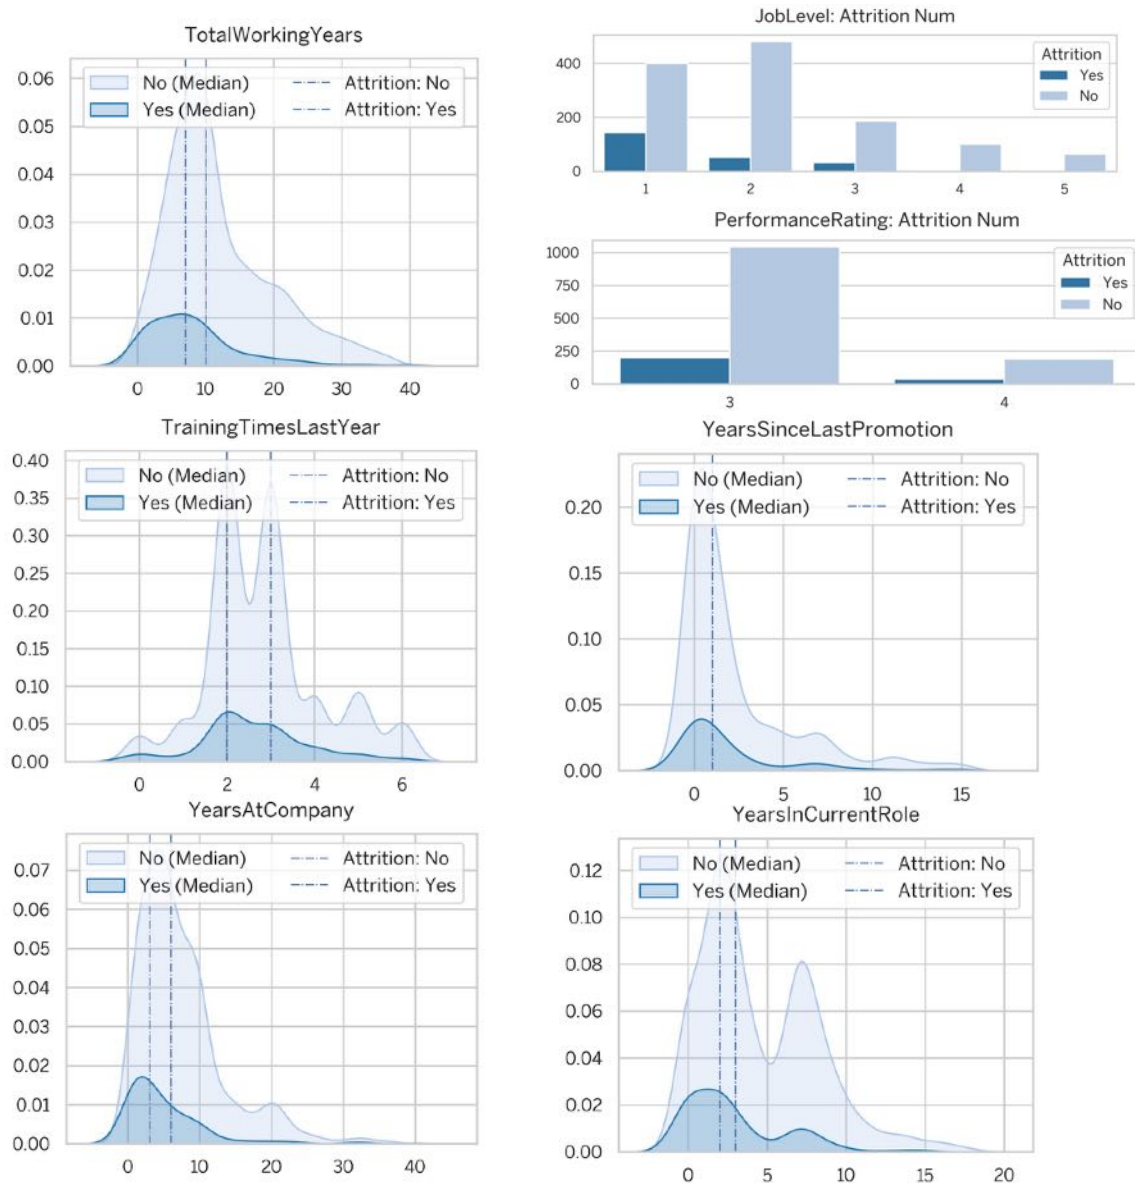 TotalWorkingYears
No (Median) Attrition: No
Yes (Median) Attrition: Yes
0.06
0.05
0.04
0.03
0.02
0.01
0.00
0 10 20 30 40
JobLevel: Attrition Num
Attrition
Yes
No
400
200
0
1 2 3 4 5
PerformanceRating: Attrition Num
Attrition
Yes
No
1000
750
500
250
0
3 4
TrainingTimesLastYear
No (Median) Attrition: No
Yes (Median) Attrition: Yes
0.40
0.35
0.30
0.25
0.20
0.15
0.10
0.05
0.00
0 2 4 6
YearsSinceLastPromotion
No (Median) Attrition: No
Yes (Median) Attrition: Yes
0.20
0.15
0.10
0.05
0.00
0 5 10 15
YearsAtCompany
No (Median) Attrition: No
Yes (Median) Attrition: Yes
0.07
0.06
0.05
0.04
0.03
0.02
0.01
0.00
0 10 20 30 40
YearsInCurrentRole
No (Median) Attrition: No
Yes (Median) Attrition: Yes
0.12
0.10
0.08
0.06
0.04
0.02
0.00
0 5 10 15 20